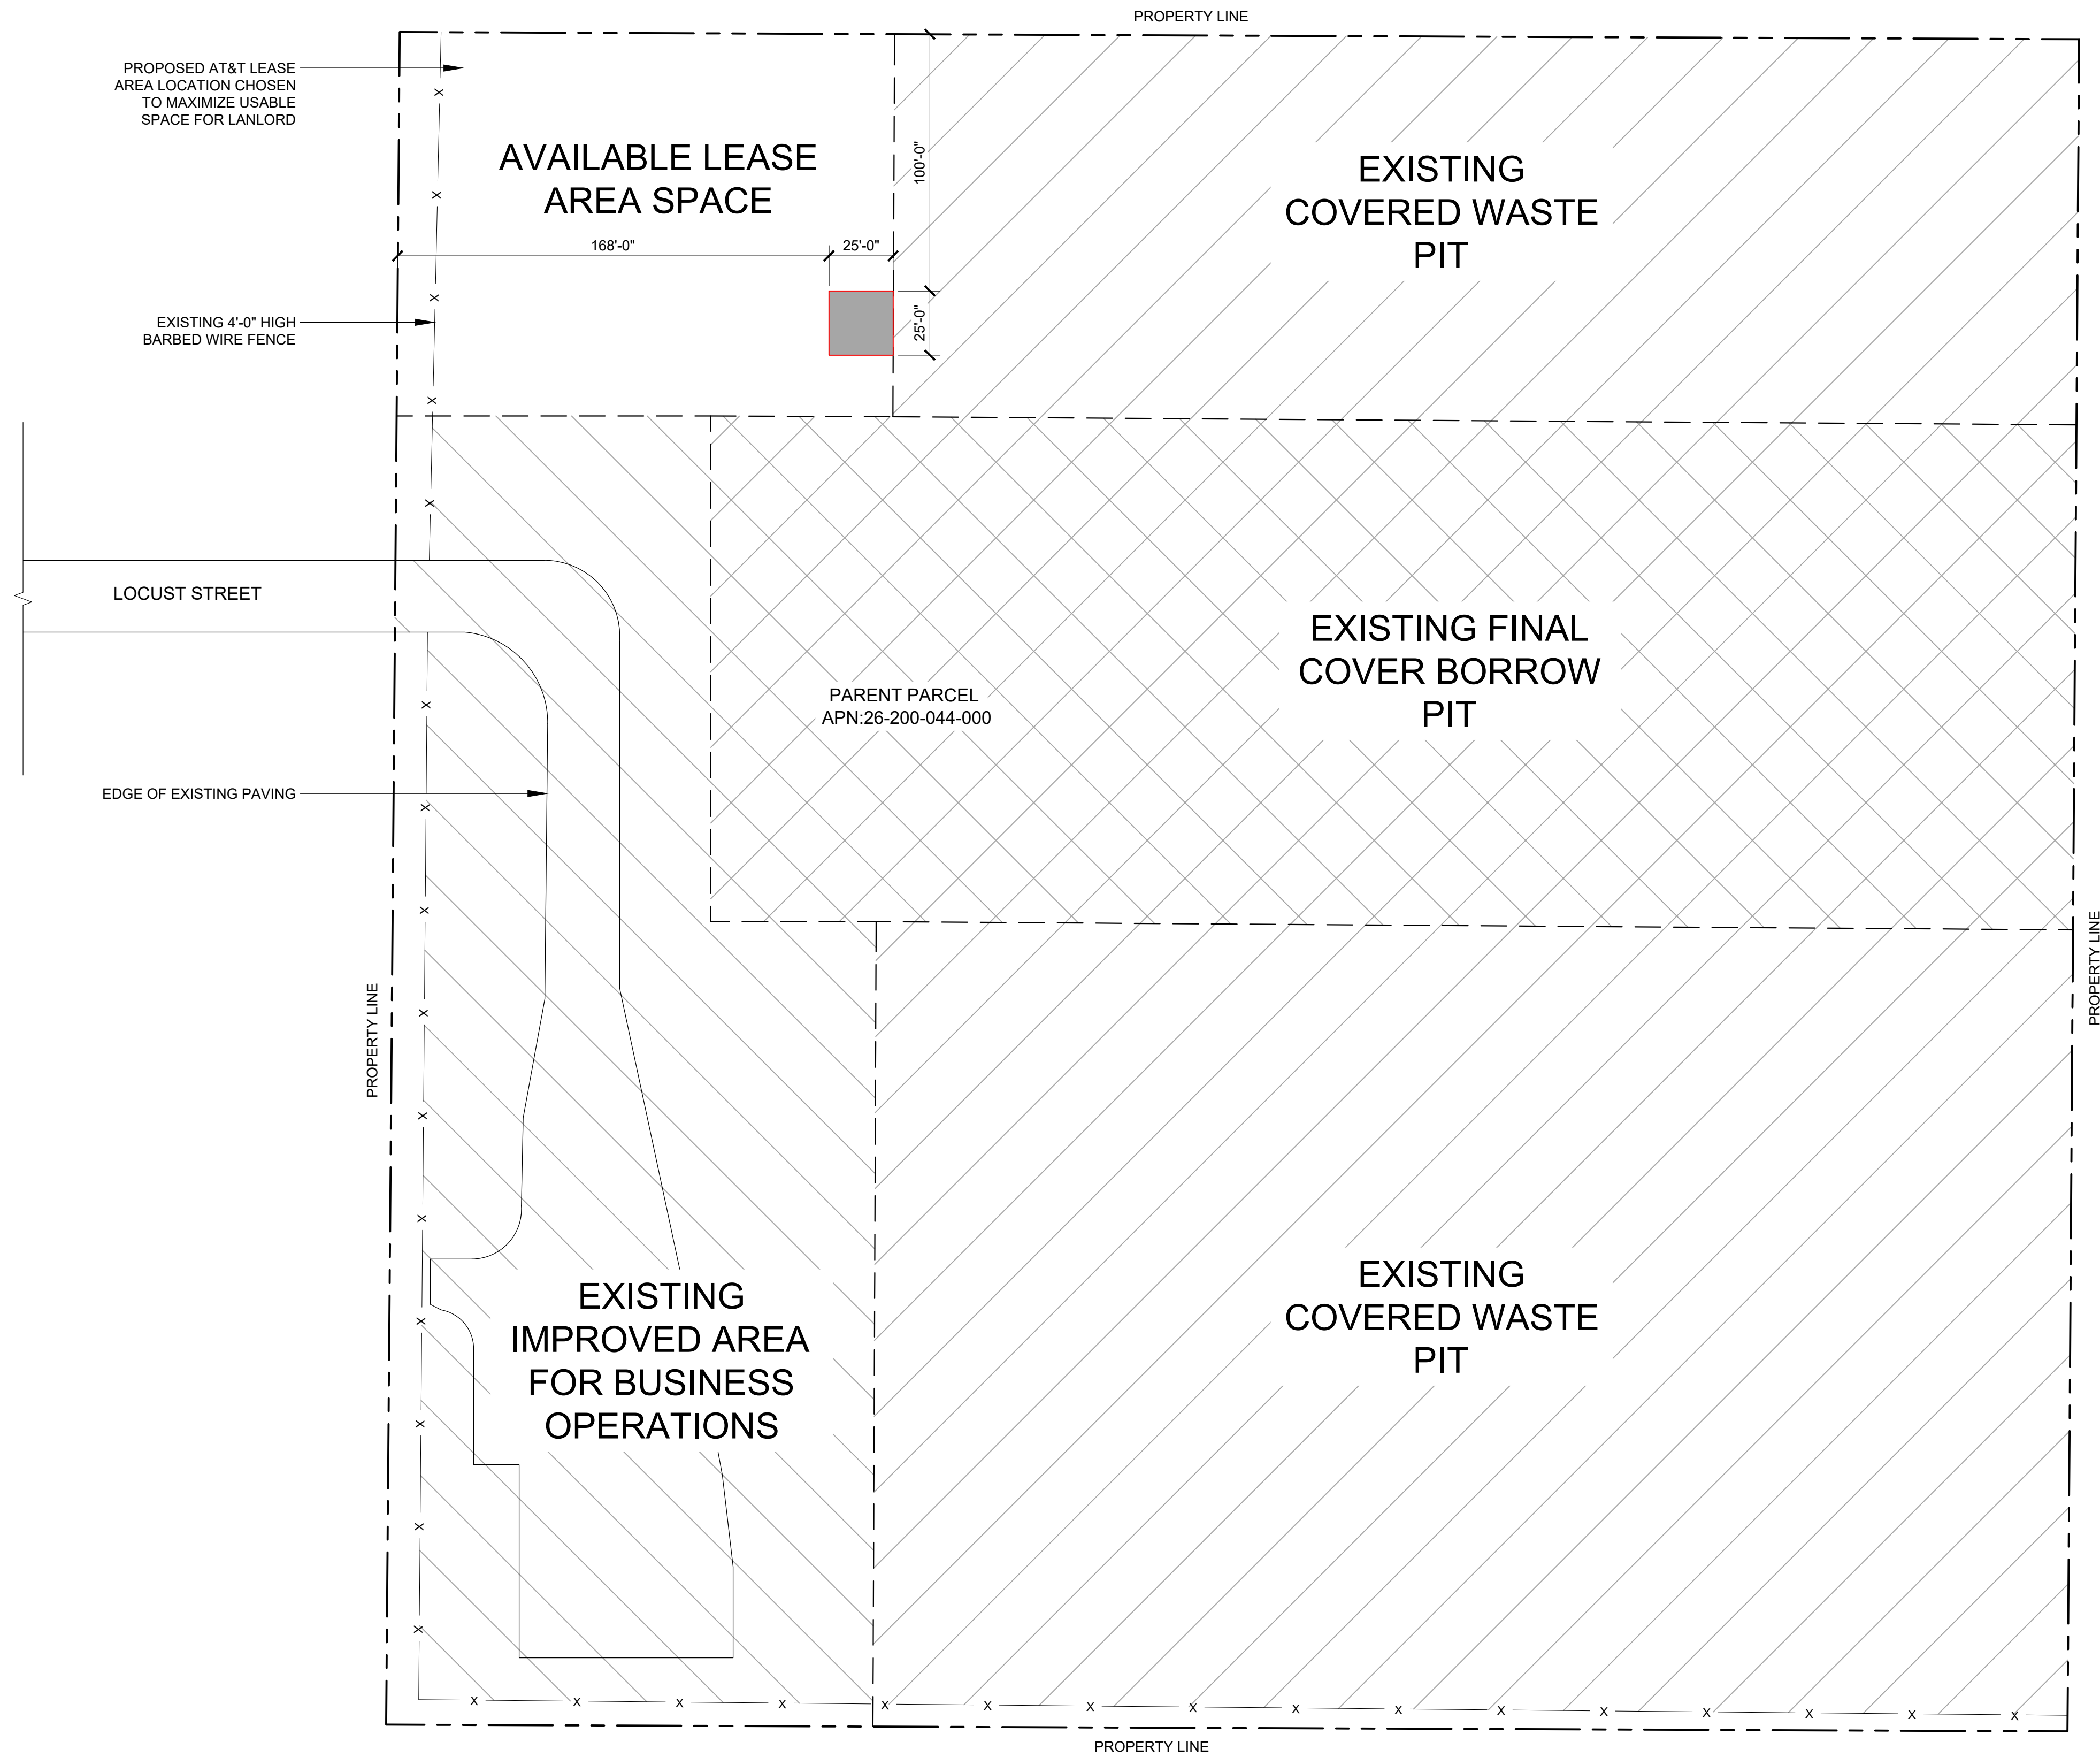 PROPERTY LINE
PROPOSED AT&T LEASE
AREA LOCATION CHOSEN
TO MAXIMIZE USABLE
SPACE FOR LANLORD
AVAILABLE LEASE
AREA SPACE
100'-0"
EXISTING
COVERED WASTE
PIT
168'-0"
25'-0"
25'-0"
EXISTING 4'-0" HIGH
BARBED WIRE FENCE
LOCUST STREET
EXISTING FINAL
COVER BORROW
PIT
PARENT PARCEL
APN:26-200-044-000
EDGE OF EXISTING PAVING
PROPERTY LINE
PROPERTY LINE
EXISTING
IMPROVED AREA
FOR BUSINESS
OPERATIONS
EXISTING
COVERED WASTE
PIT
PROPERTY LINE